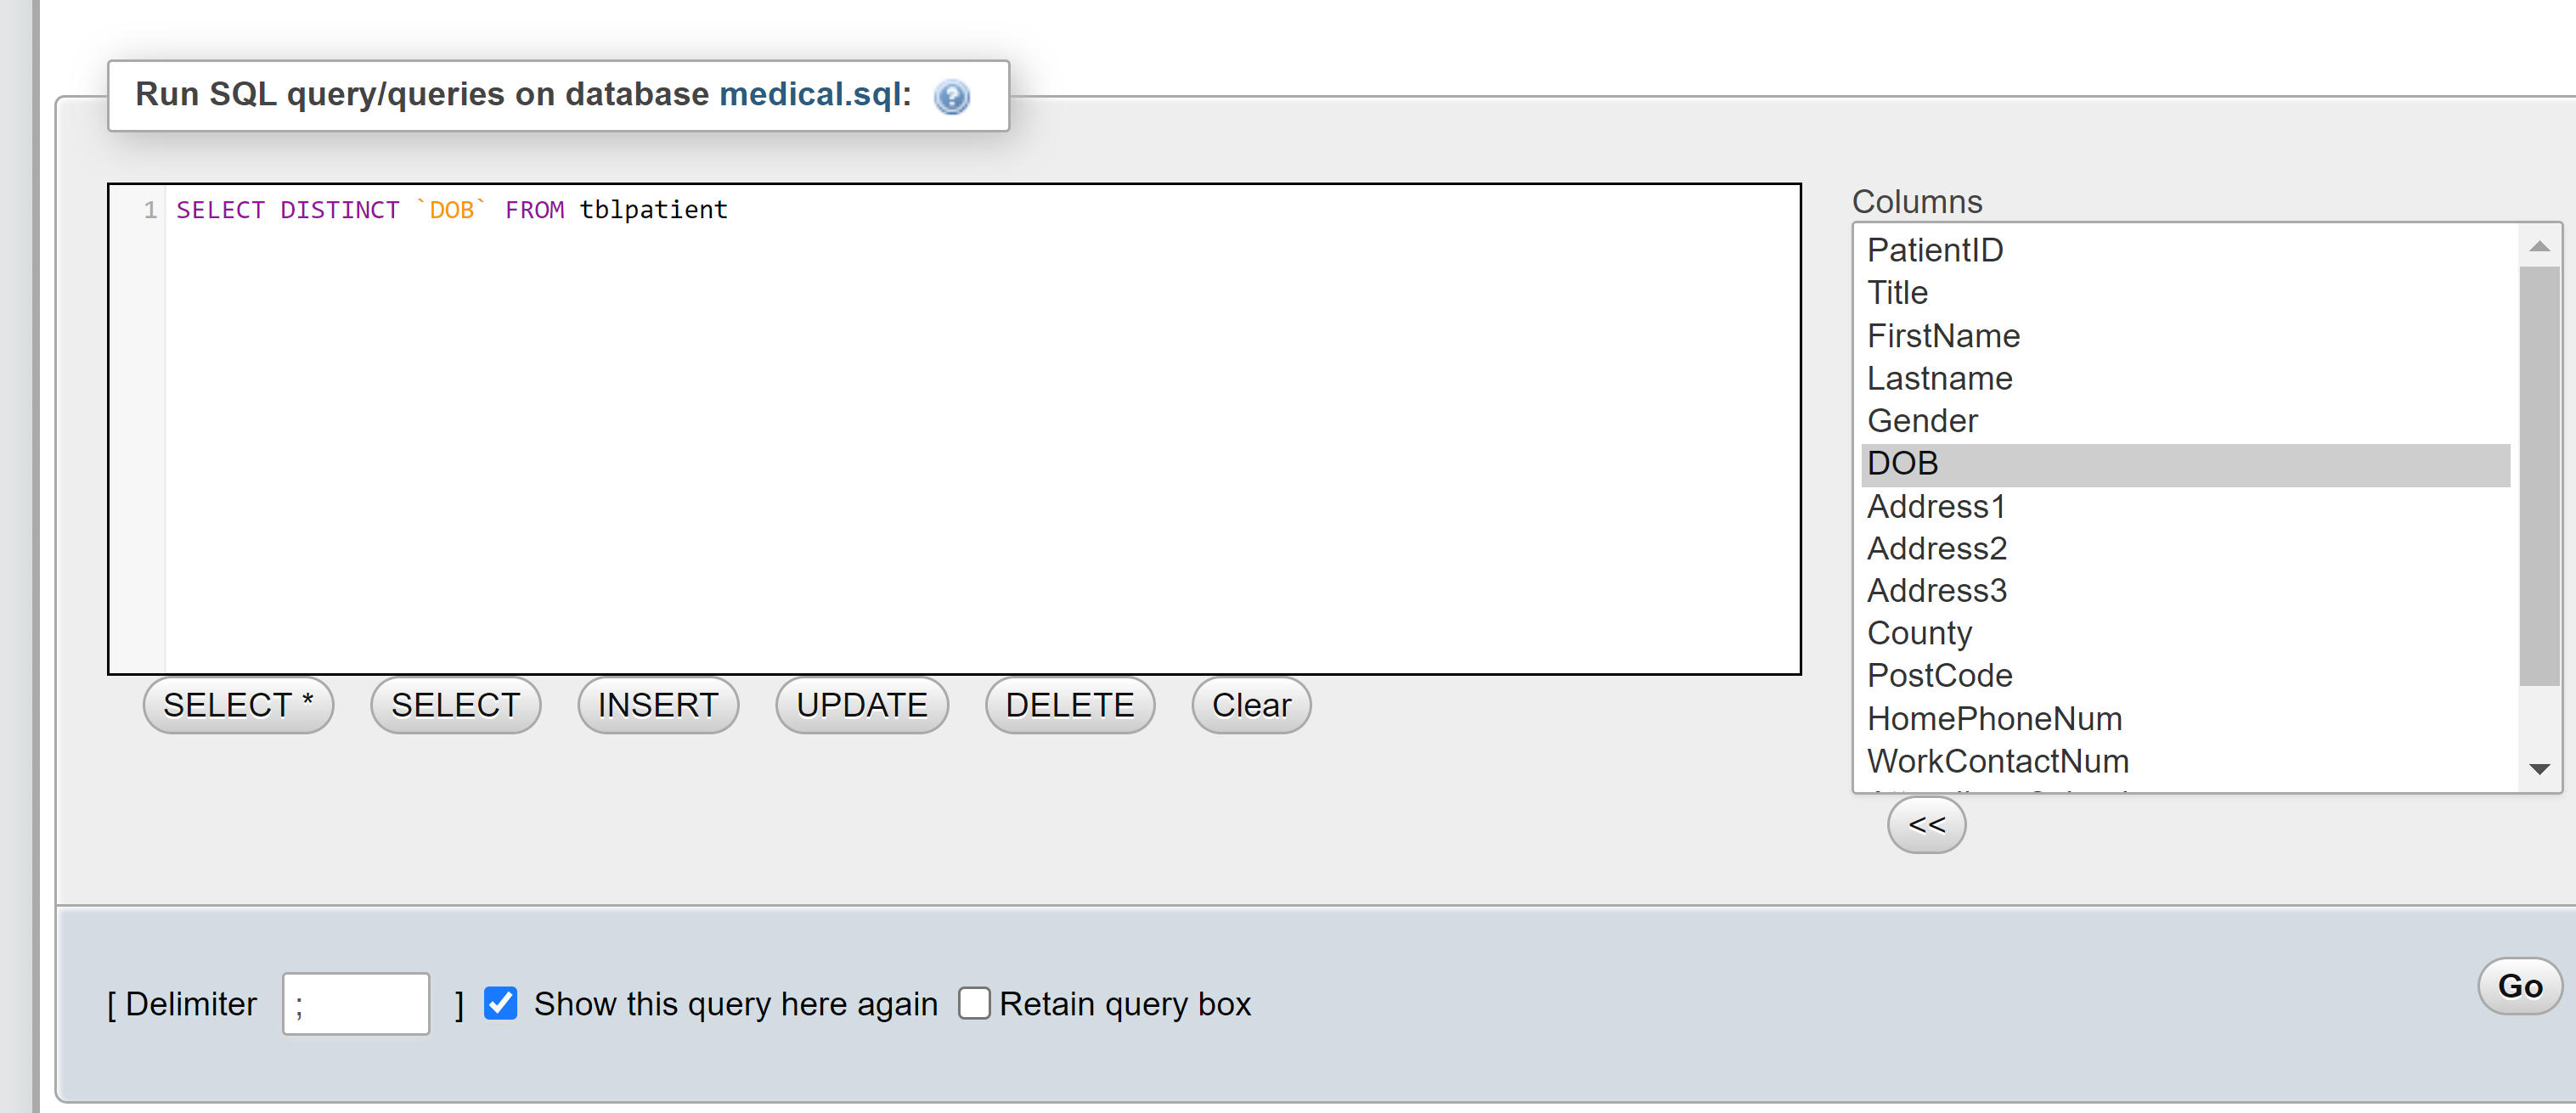 Run SQL query/queries on database medical.sql:
1 SELECT DISTINCT `DOB` FROM tblpatient
Columns
PatientID
Title
FirstName
Lastname
Gender
DOB
Address1
Address2
Address3
County
PostCode
HomePhoneNum
WorkContactNum
SELECT * SELECT INSERT UPDATE DELETE Clear
<<
[ Delimiter ; ] Show this query here again Retain query box
Go